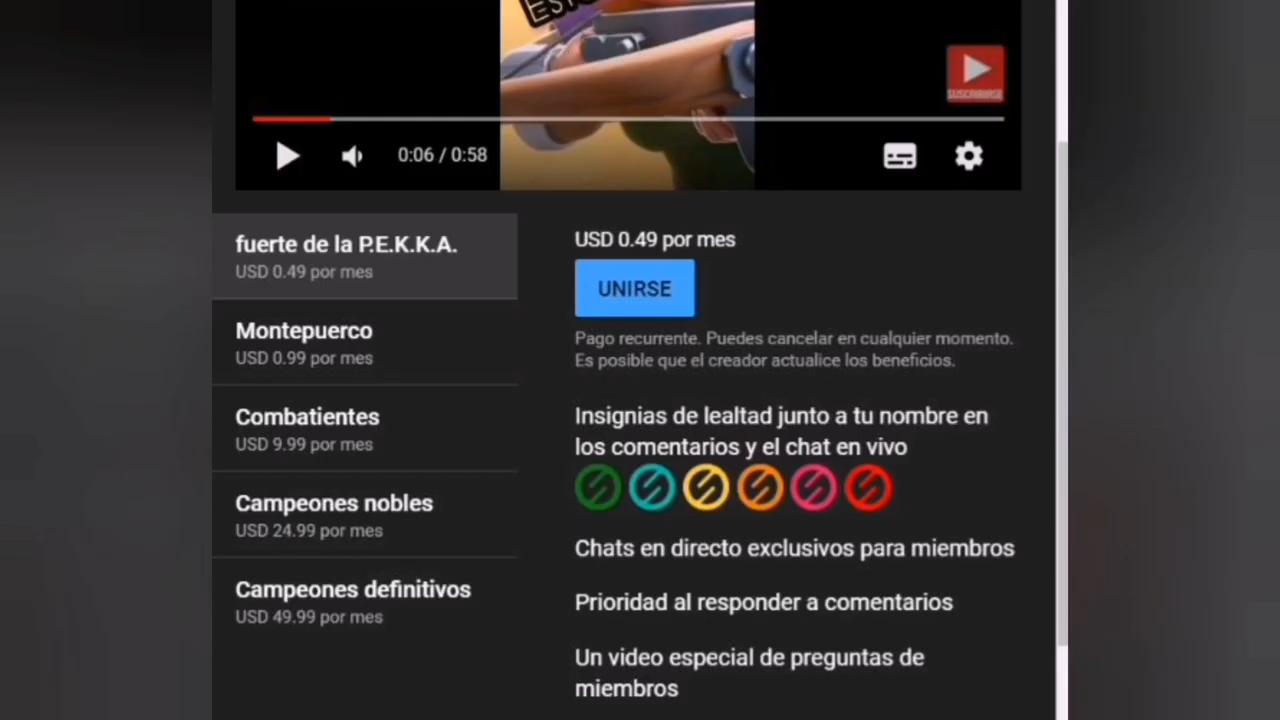 SUSCRIBIRSE
0:06 / 0:58
fuerte de la P.E.K.K.A.
USD 0.49 por mes
Montepuerco
USD 0.99 por mes
Combatientes
USD 9.99 por mes
Campeones nobles
USD 24.99 por mes
Campeones definitivos
USD 49.99 por mes
USD 0.49 por mes
UNIRSE
Pago recurrente. Puedes cancelar en cualquier momento.
Es posible que el creador actualice los beneficios.
Insignias de lealtad junto a tu nombre en
los comentarios y el chat en vivo
Chats en directo exclusivos para miembros
Prioridad al responder a comentarios
Un video especial de preguntas de
miembros